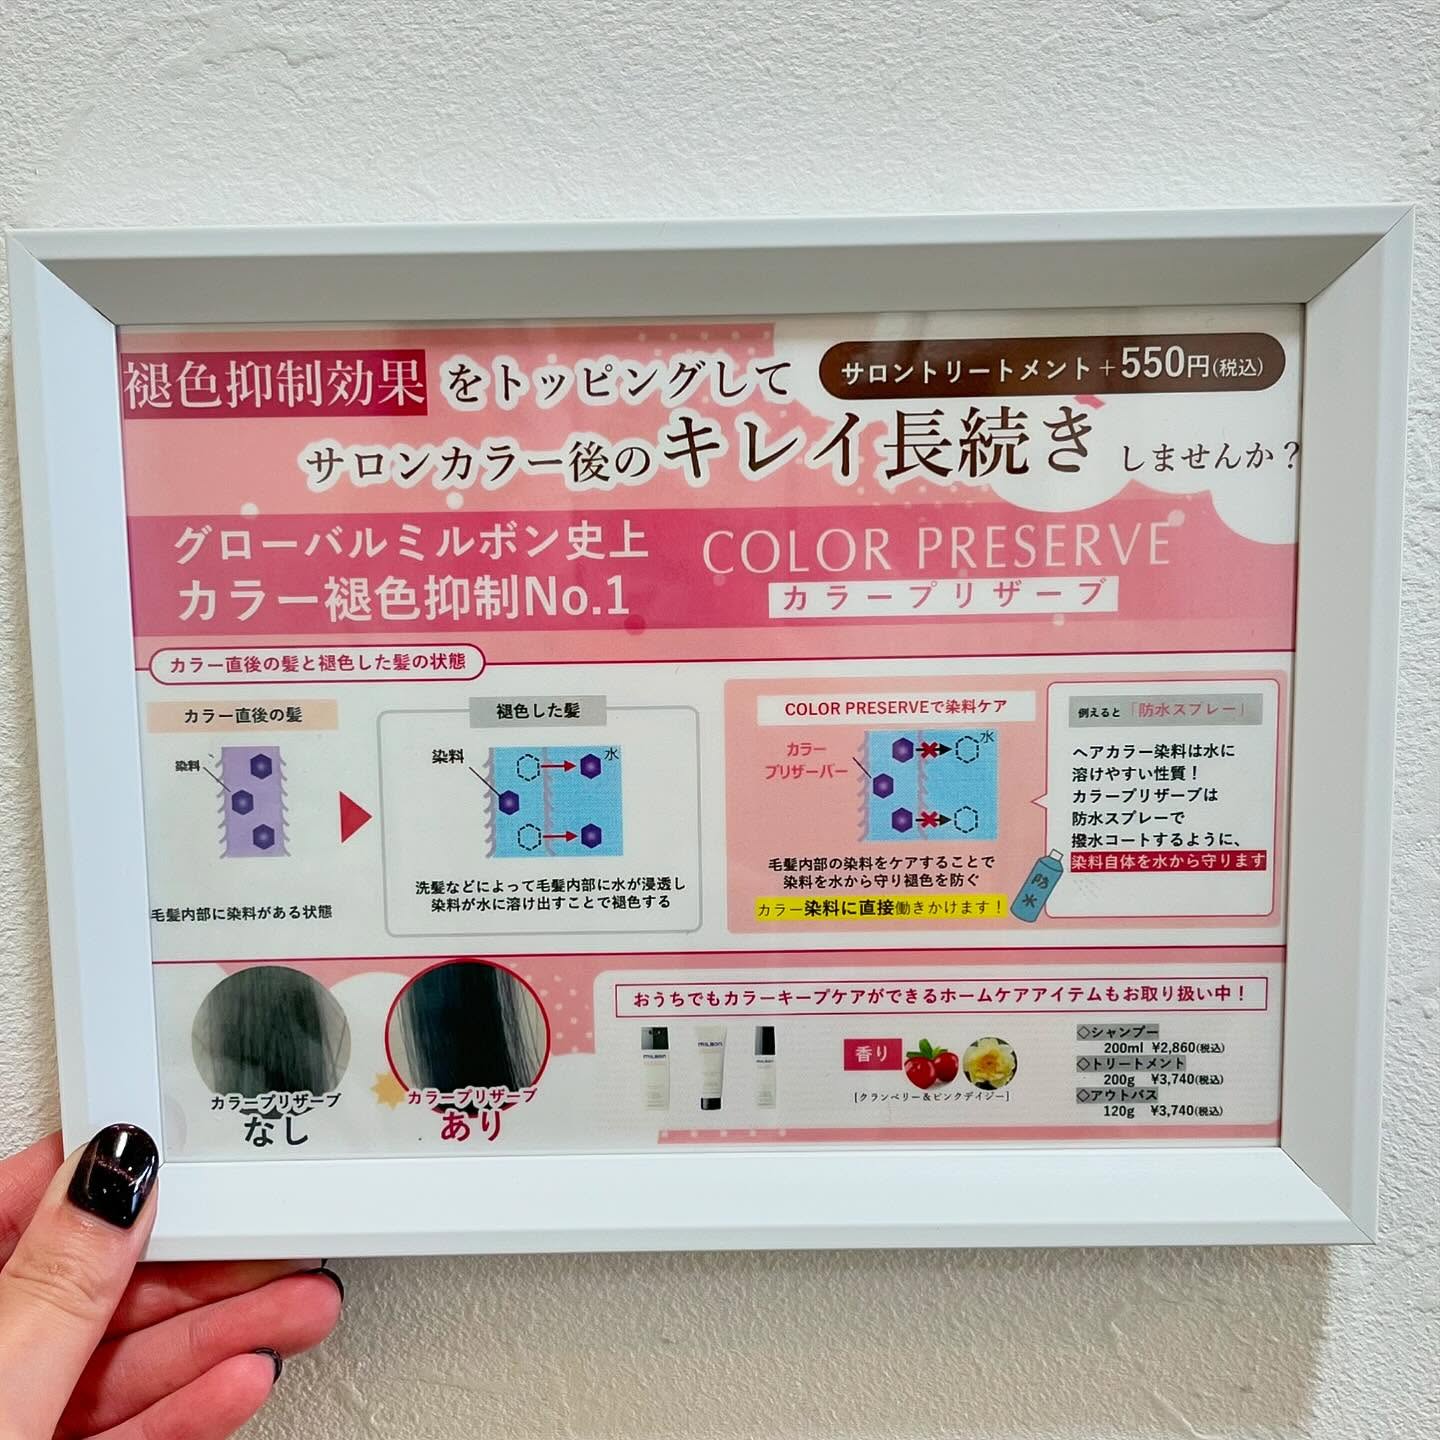 褪色抑制効果 をトッピングして
サロントリートメント+550円(税込)
サロンカラー後のキレイ長続きしませんか?
グローバルミルボン史上
カラー褪色抑制No.1
COLOR PRESERVE
カラープリザーブ
カラー直後の髪と褪色した髪の状態
カラー直後の髪
染料
毛髪内部に染料がある状態
褪色した髪
染料
水
洗髪などによって毛髪内部に水が浸透し
染料が水に溶け出すことで褪色する
COLOR PRESERVEで染料ケア
カラー
プリザーバー
水
毛髪内部の染料をケアすることで
染料を水から守り褪色を防ぐ
カラー染料に直接働きかけます!
例えると「防水スプレー」
ヘアカラー染料は水に
溶けやすい性質!
カラープリザーブは
防水スプレーで
撥水コートするように、
染料自体を水から守ります
防水
カラープリザーブ
なし
カラープリザーブ
あり
おうちでもカラーキープケアができるホームケアアイテムもお取り扱い中!
milbon
milbon
milbon
香り
[クランベリー&ピンクデイジー]
◇シャンプー
200ml ¥2,860(税込)
◇トリートメント
200g ¥3,740(税込)
◇アウトバス
120g ¥3,740(税込)